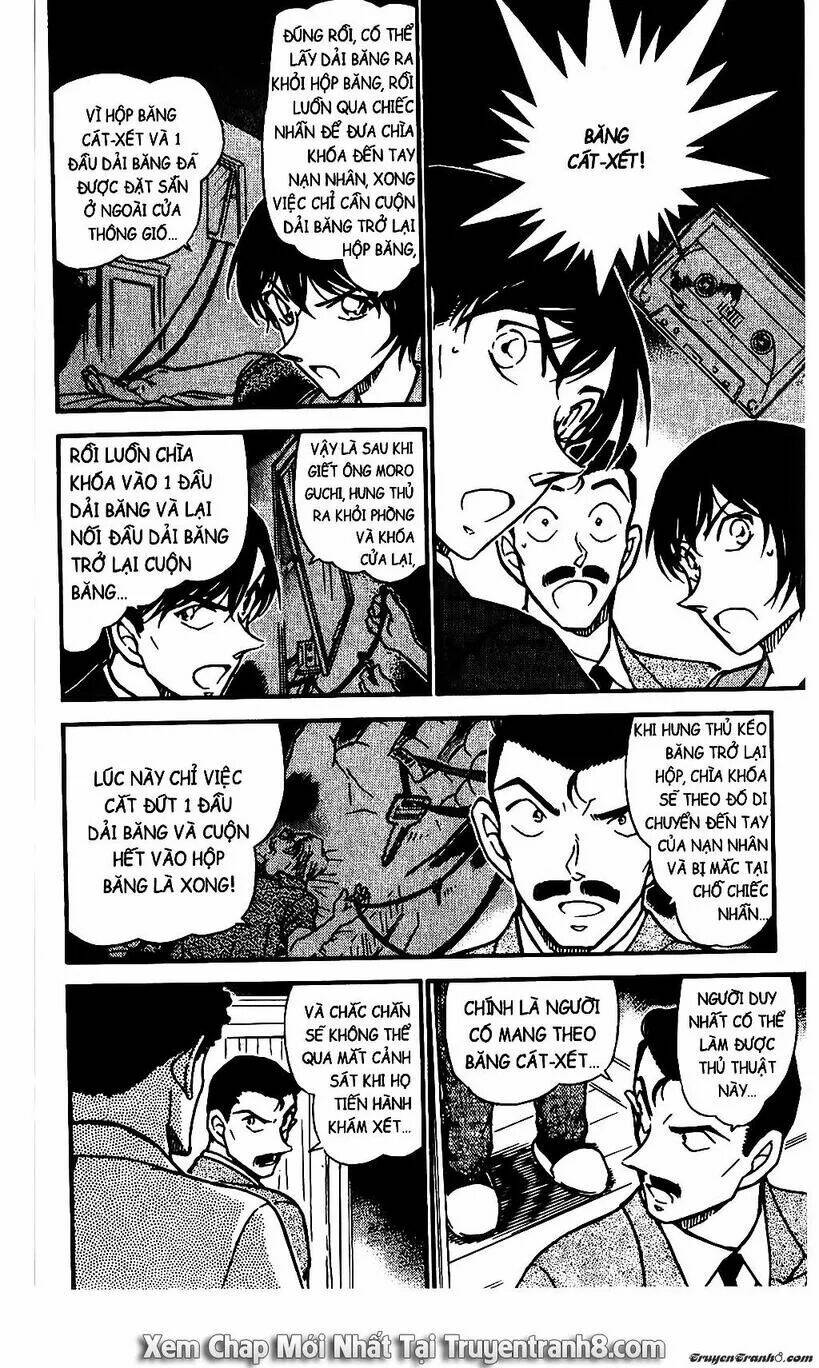 BĂNG
CÁT-XÉT!
ĐÚNG RỒI, CÓ THỂ
LẤY DẢI BĂNG RA
KHỎI HỘP BĂNG, RỒI
LUỒN QUA CHIẾC
NHẪN ĐỂ ĐƯA CHÌA
KHÓA ĐẾN TAY
NẠN NHÂN, XONG
VIỆC CHỈ CẦN CUỘN
DẢI BĂNG TRỞ LẠI
HỘP BĂNG,
VÌ HỘP BĂNG
CÁT-XÉT VÀ 1
ĐẦU DẢI BĂNG ĐÃ
ĐƯỢC ĐẶT SẴN
Ở NGOÀI CỬA
THÔNG GIÓ...
VẬY LÀ SAU KHI
GIẾT ÔNG MORO
GUCHI, HUNG THỦ
RA KHỎI PHÒNG
VÀ KHÓA
CỬA LẠI,
RỒI LUỒN CHÌA
KHÓA VÀO 1 ĐẦU
DẢI BĂNG VÀ LẠI
NỐI ĐẦU DẢI BĂNG
TRỞ LẠI CUỘN
BĂNG...
KHI HUNG THỦ KÉO
BĂNG TRỞ LẠI
HỘP, CHÌA KHÓA
SẼ THEO ĐÓ DI
CHUYỂN ĐẾN TAY
CỦA NẠN NHÂN
VÀ BỊ MẮC TẠI
CHỖ CHIẾC
NHẪN...
LÚC NÀY CHỈ VIỆC
CẮT ĐỨT 1 ĐẦU
DẢI BĂNG VÀ CUỘN
HẾT VÀO HỘP
BĂNG LÀ XONG!
NGƯỜI DUY
NHẤT CÓ THỂ
LÀM ĐƯỢC
THỦ THUẬT
NÀY...
CHÍNH LÀ NGƯỜI
CÓ MANG THEO
BĂNG CÁT-XÉT...
VÀ CHẮC CHẮN
SẼ KHÔNG THỂ
QUA MẮT CẢNH
SÁT KHI HỌ
TIẾN HÀNH
KHÁM XÉT...
Xem Chap Mới Nhất Tại Truyentranh8.com
TruyenTranh8.com